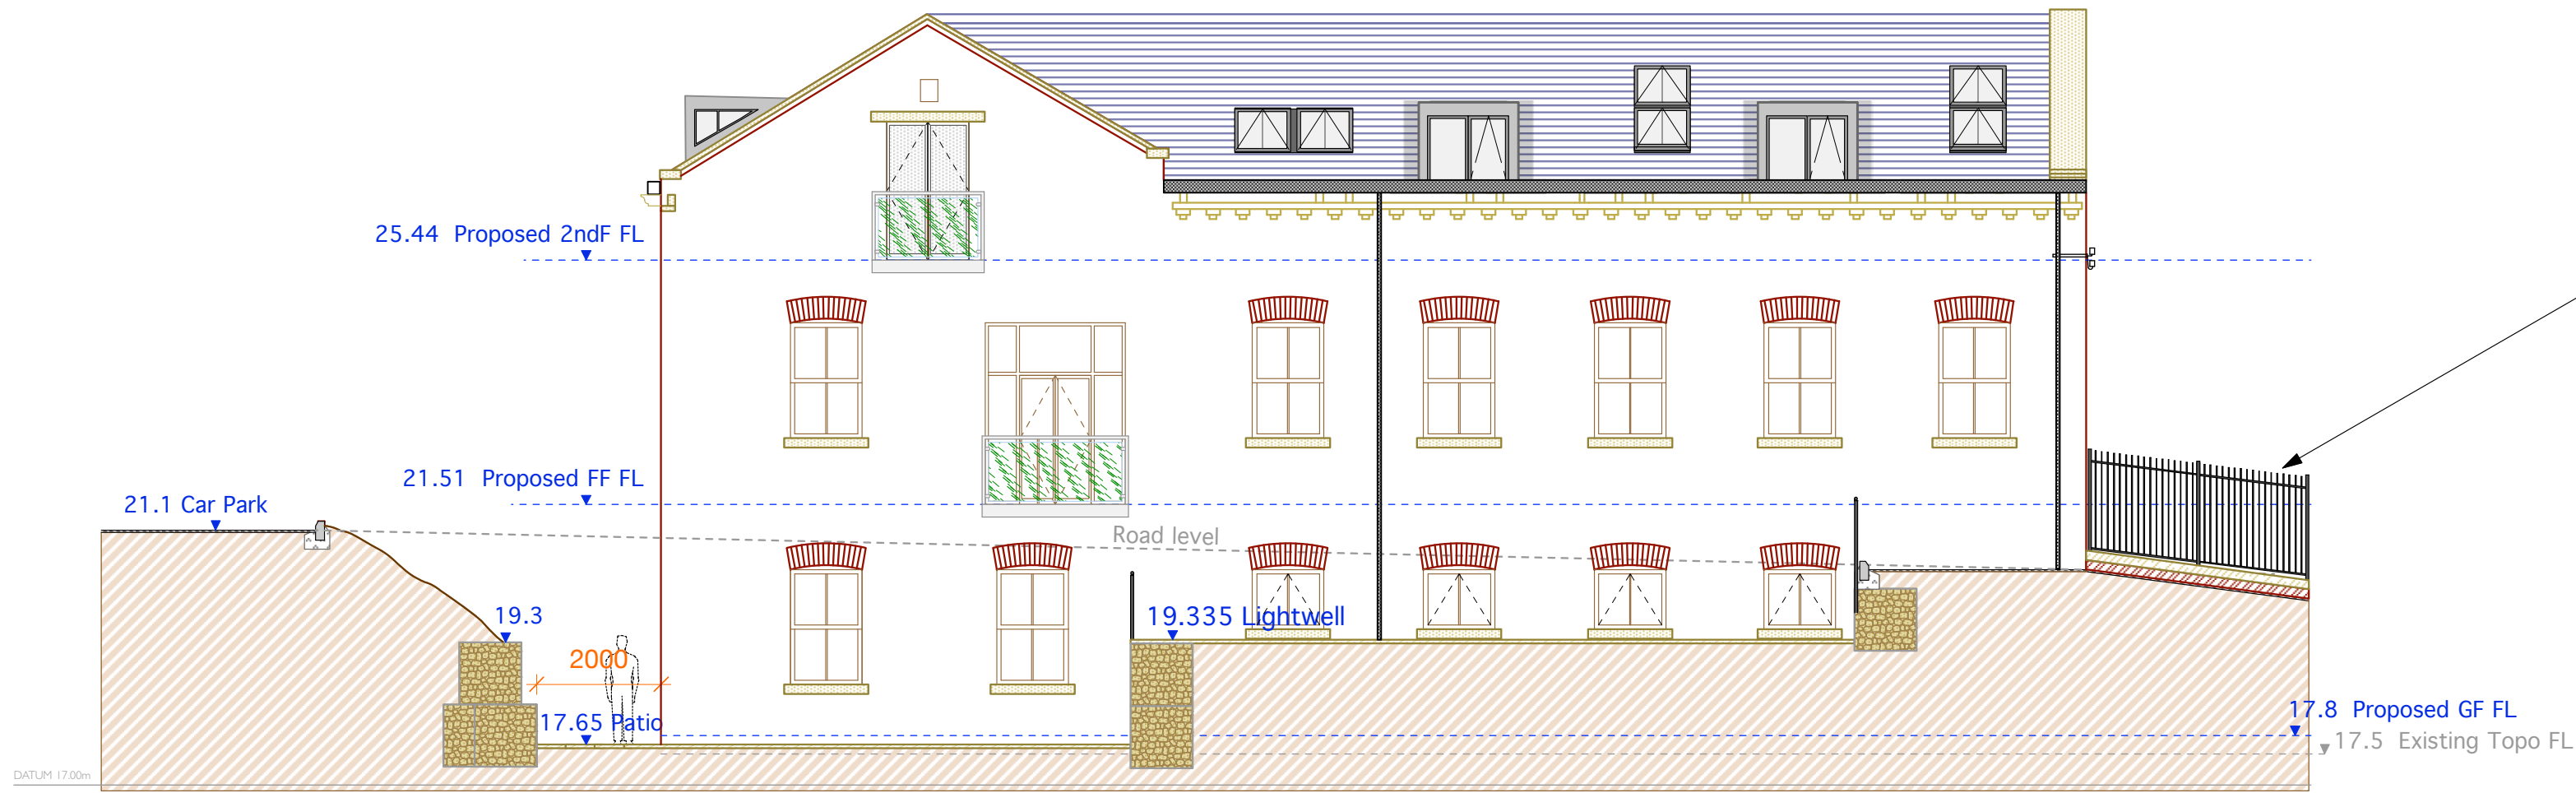 25.44 Proposed 2ndF FL
21.51 Proposed FF FL
21.1 Car Park
Road level
19.3
19.335 Lightwell
2000
17.65 Patio
17.8 Proposed GF FL
17.5 Existing Topo FL
DATUM 17.00m